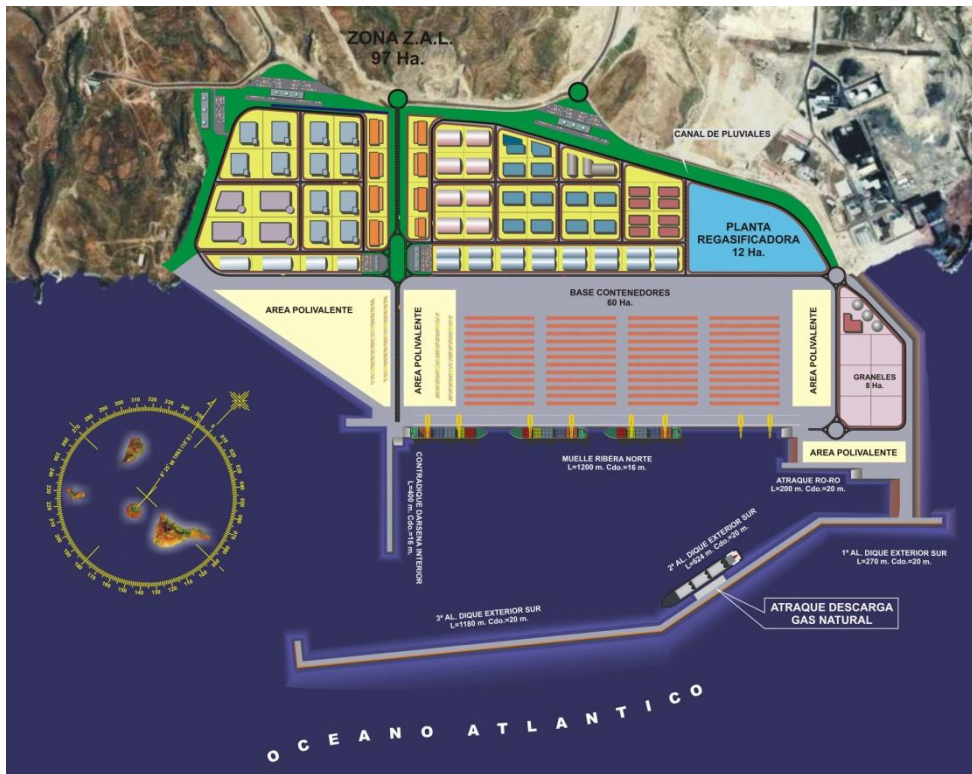 ZONA Z.A.L.
97 Ha.
CANAL DE PLUVIALES
PLANTA
REGASIFICADORA
12 Ha.
AREA POLIVALENTE
AREA POLIVALENTE
BASE CONTENEDORES
60 Ha.
AREA POLIVALENTE
GRANELES
8 Ha.
AREA POLIVALENTE
MUELLE RIBERA NORTE
L=1200 m. Cdo.=16 m.
ATRAQUE RO-RO
L=200 m. Cdo.=20 m.
CONTRADIQUE DARSENA INTERIOR
L=400 m. Cdo.=16 m.
2ª AL. DIQUE EXTERIOR SUR
L=624 m. Cdo.=20 m.
1ª AL. DIQUE EXTERIOR SUR
L=270 m. Cdo.=20 m.
ATRAQUE DESCARGA
GAS NATURAL
3ª AL. DIQUE EXTERIOR SUR
L=1180 m. Cdo.=20 m.
OCEANO ATLANTICO